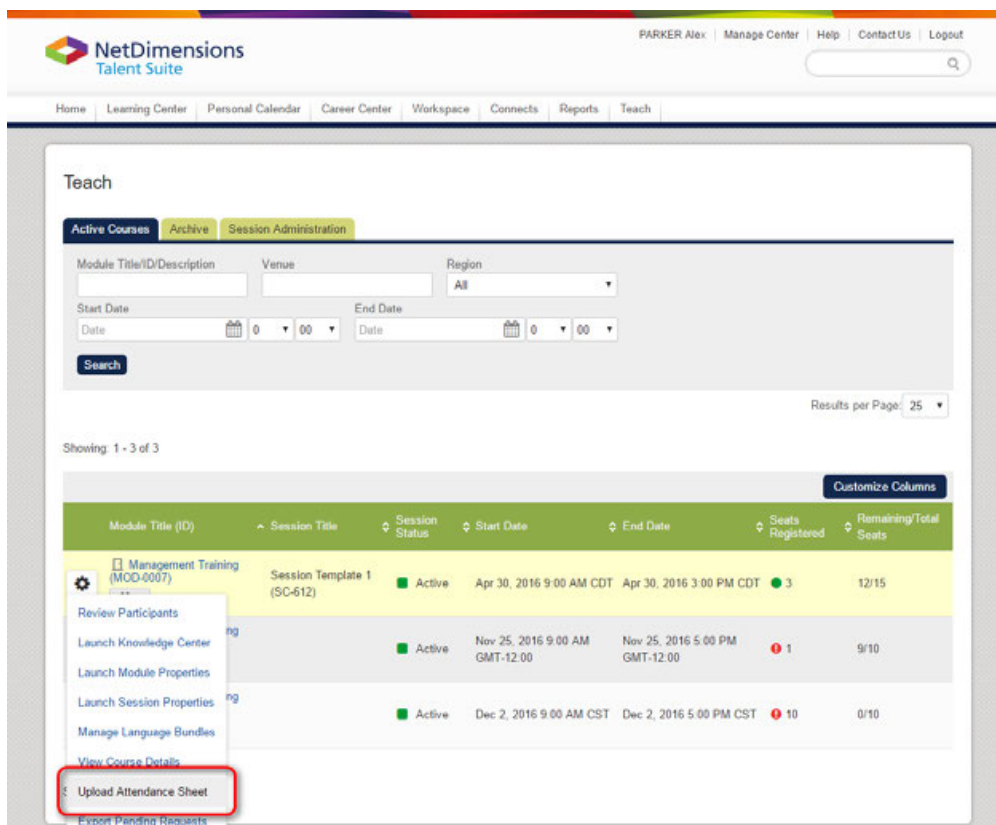 PARKER Alex Manage Center Help Contact Us Logout
NetDimensions
Talent Suite
Home Learning Center Personal Calendar Career Center Workspace Connects Reports Teach
Teach
Active Courses Archive Session Administration
Module Title/ID/Description Venue Region
All
Start Date End Date
Date 0 00 Date 0 00
Search
Results per Page: 25
Showing: 1 - 3 of 3
Customize Columns
Module Title (ID) Session Title Session Status Start Date End Date Seats Registered Remaining/Total Seats
Management Training
(MOD-0007) Session Template 1
(SC-612) Active Apr 30, 2016 9:00 AM CDT Apr 30, 2016 3:00 PM CDT 3 12/15
Review Participants
ng
Launch Knowledge Center Active Nov 25, 2016 9:00 AM
GMT-12:00 Nov 25, 2016 5:00 PM
GMT-12:00 1 9/10
Launch Module Properties
Launch Session Properties ng
Active Dec 2, 2016 9:00 AM CST Dec 2, 2016 5:00 PM CST 10 0/10
Manage Language Bundles
View Course Details
Upload Attendance Sheet
Export Pending Requests